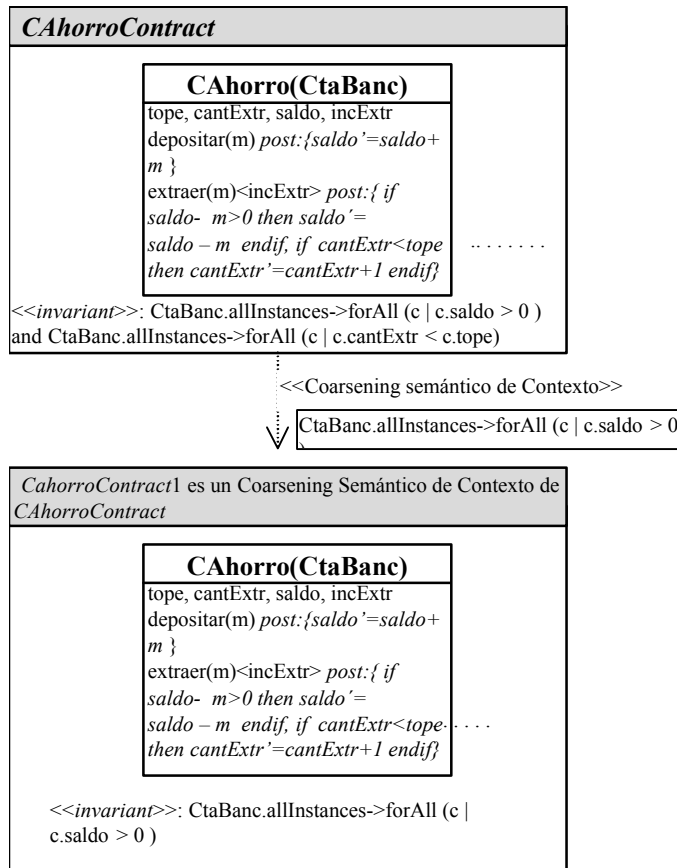 CAhorroContract
CAhorro(CtaBanc)
tope, cantExtr, saldo, incExtr
depositar(m) post:{saldo’=saldo+
m }
extraer(m)<incExtr> post:{ if
saldo- m>0 then saldo´=
saldo – m endif, if cantExtr<tope
then cantExtr’=cantExtr+1 endif}
.. . . . . . .
<<invariant>>: CtaBanc.allInstances->forAll (c | c.saldo > 0 )
and CtaBanc.allInstances->forAll (c | c.cantExtr < c.tope)
<<Coarsening semántico de Contexto>>
CtaBanc.allInstances->forAll (c | c.saldo > 0
)
CahorroContract1 es un Coarsening Semántico de Contexto de
CAhorroContract
CAhorro(CtaBanc)
tope, cantExtr, saldo, incExtr
depositar(m) post:{saldo’=saldo+
m }
extraer(m)<incExtr> post:{ if
saldo- m>0 then saldo´=
saldo – m endif, if cantExtr<tope. . . . .
then cantExtr’=cantExtr+1 endif}
<<invariant>>: CtaBanc.allInstances->forAll (c |
c.saldo > 0 )